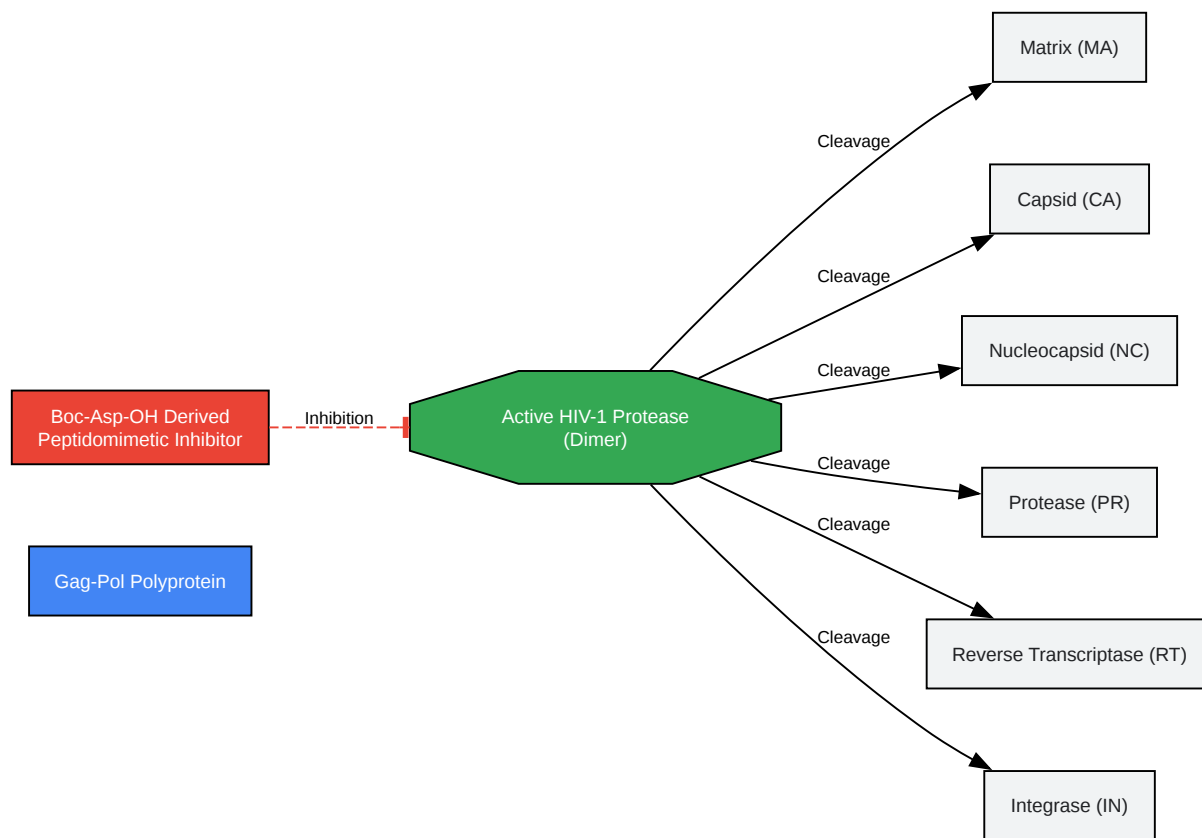 Matrix (MA)
Cleavage
Capsid (CA)
Cleavage
Nucleocapsid (NC)
Cleavage
Boc-Asp-OH Derived
Peptidomimetic Inhibitor
Inhibition
Active HIV-1 Protease
(Dimer)
Cleavage
Protease (PR)
Cleavage
Gag-Pol Polyprotein
Reverse Transcriptase (RT)
Cleavage
Integrase (IN)